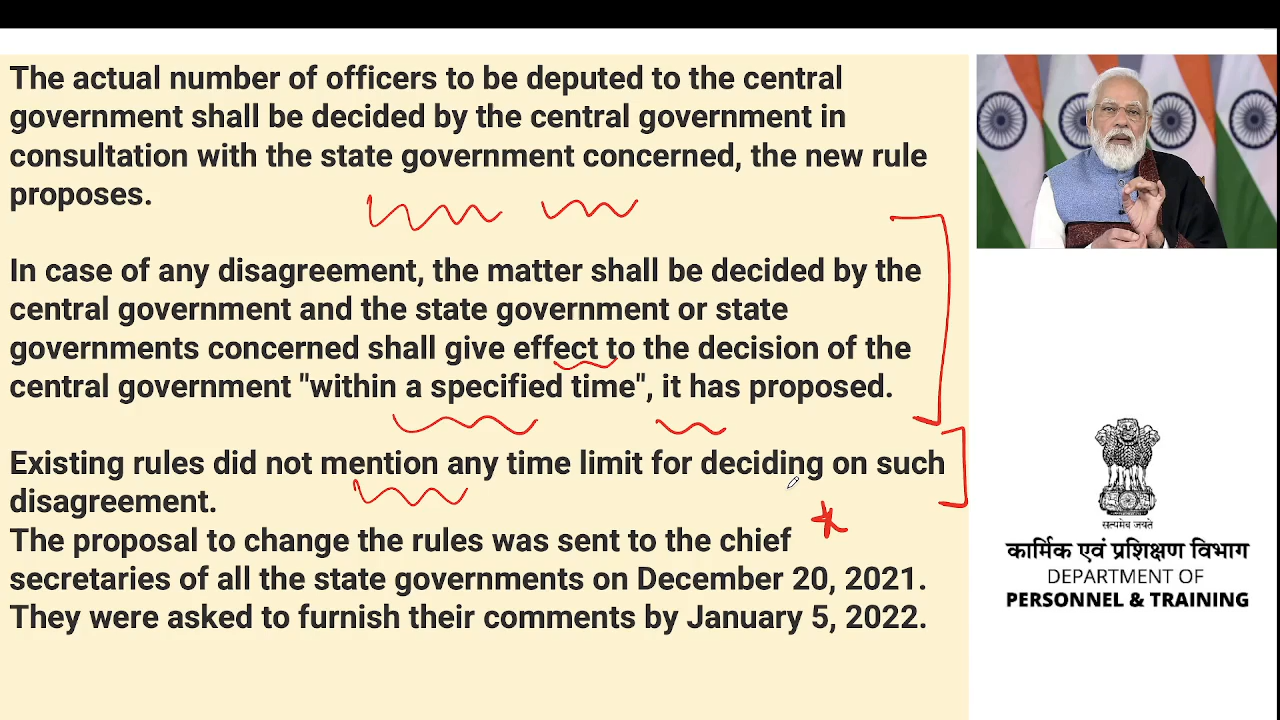 The actual number of officers to be deputed to the central
government shall be decided by the central government in
consultation with the state government concerned, the new rule
proposes.
In case of any disagreement, the matter shall be decided by the
central government and the state government or state
governments concerned shall give effect to the decision of the
central government "within a specified time", it has proposed.
Existing rules did not mention any time limit for deciding on such
disagreement.
The proposal to change the rules was sent to the chief
secretaries of all the state governments on December 20, 2021.
They were asked to furnish their comments by January 5, 2022.
सत्यमेव जयते
कार्मिक एवं प्रशिक्षण विभाग
DEPARTMENT OF
PERSONNEL & TRAINING